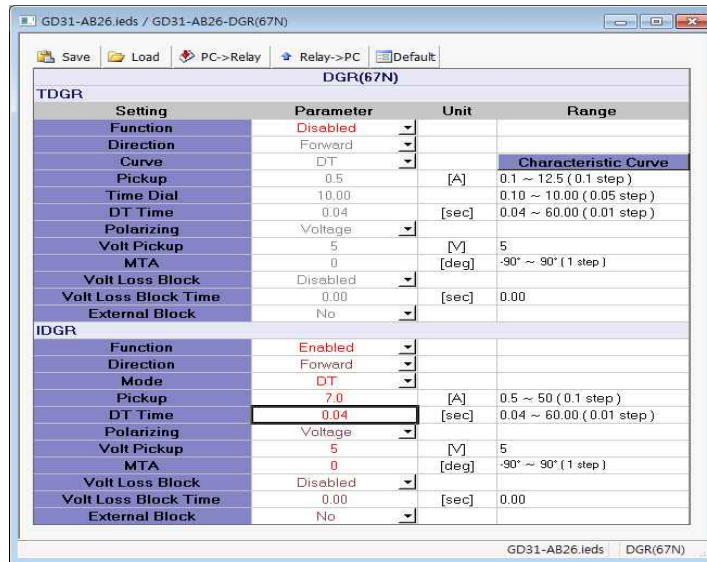 GD31-AB26.ieds / GD31-AB26-DGR(67N)
Save Load PC->Relay Relay->PC Default
DGR(67N)
TDGR
Setting Parameter Unit Range
Function Disabled
Direction Forward
Curve DT Characteristic Curve
Pickup 0.5 [A] 0.1 ~ 12.5 ( 0.1 step )
Time Dial 10.00 0.10 ~ 10.00 ( 0.05 step )
DT Time 0.04 [sec] 0.04 ~ 60.00 ( 0.01 step )
Polarizing Voltage
Volt Pickup 5 [V] 5
MTA 0 [deg] -90° ~ 90° ( 1 step )
Volt Loss Block Disabled
Volt Loss Block Time 0.00 [sec] 0.00
External Block No
IDGR
Function Enabled
Direction Forward
Mode DT
Pickup 7.0 [A] 0.5 ~ 50 ( 0.1 step )
DT Time 0.04 [sec] 0.04 ~ 60.00 ( 0.01 step )
Polarizing Voltage
Volt Pickup 5 [V] 5
MTA 0 [deg] -90° ~ 90° ( 1 step )
Volt Loss Block Disabled
Volt Loss Block Time 0.00 [sec] 0.00
External Block No
GD31-AB26.ieds DGR(67N)